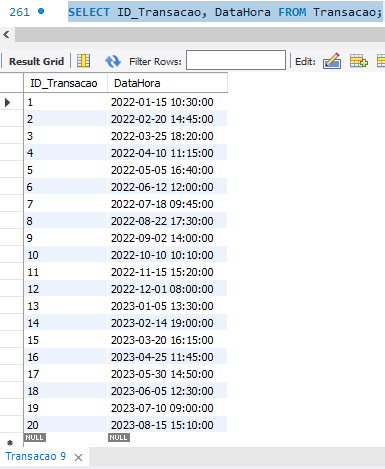 261 SELECT ID_Transacao, DataHora FROM Transacao;
Result Grid Filter Rows: Edit:
ID_Transacao DataHora
1 2022-01-15 10:30:00
2 2022-02-20 14:45:00
3 2022-03-25 18:20:00
4 2022-04-10 11:15:00
5 2022-05-05 16:40:00
6 2022-06-12 12:00:00
7 2022-07-18 09:45:00
8 2022-08-22 17:30:00
9 2022-09-02 14:00:00
10 2022-10-10 10:10:00
11 2022-11-15 15:20:00
12 2022-12-01 08:00:00
13 2023-01-05 13:30:00
14 2023-02-14 19:00:00
15 2023-03-20 16:15:00
16 2023-04-25 11:45:00
17 2023-05-30 14:50:00
18 2023-06-05 12:30:00
19 2023-07-10 09:00:00
20 2023-08-15 15:10:00
NULL NULL
Transacao 9